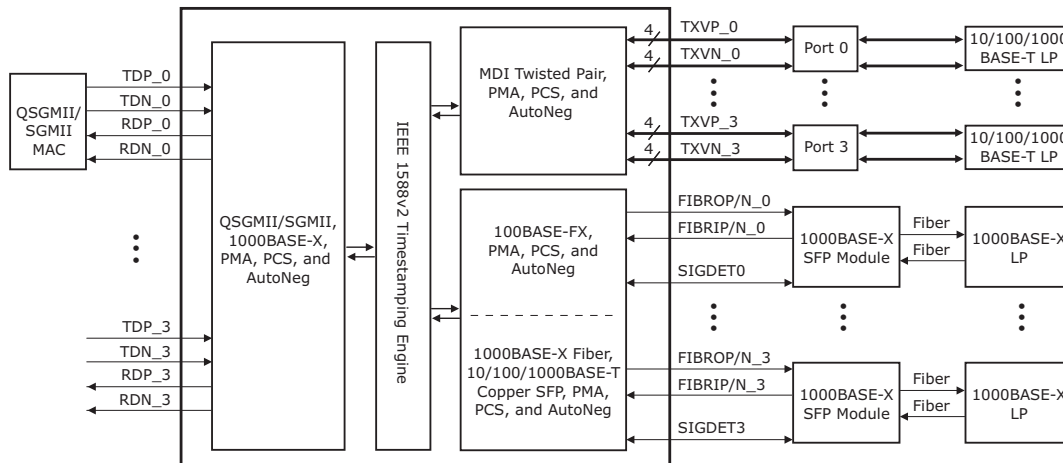 QSGMII/
SGMII
MAC
TDP_0
TDN_0
RDP_0
RDN_0
TDP_3
TDN_3
RDP_3
RDN_3
QSGMII/SGMII,
1000BASE-X,
PMA, PCS, and
AutoNeg
IEEE 1588v2 Timestamping Engine
MDI Twisted Pair,
PMA, PCS, and
AutoNeg
100BASE-FX,
PMA, PCS, and
AutoNeg
1000BASE-X Fiber,
10/100/1000BASE-T
Copper SFP, PMA,
PCS, and AutoNeg
4 TXVP_0
4 TXVN_0
4 TXVP_3
4 TXVN_3
Port 0
Port 3
10/100/1000
BASE-T LP
10/100/1000
BASE-T LP
FIBROP/N_0
FIBRIP/N_0
SIGDET0
1000BASE-X
SFP Module
Fiber
Fiber
1000BASE-X
LP
FIBROP/N_3
FIBRIP/N_3
SIGDET3
1000BASE-X
SFP Module
Fiber
Fiber
1000BASE-X
LP